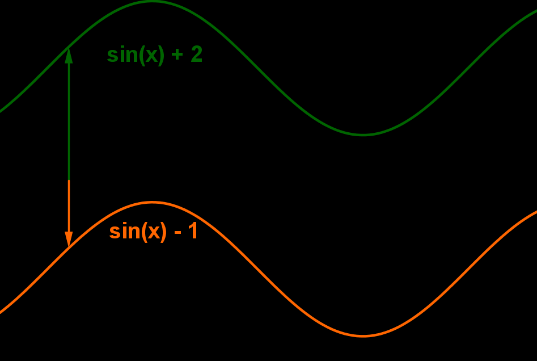 sin(x) + 2
sin(x) - 1